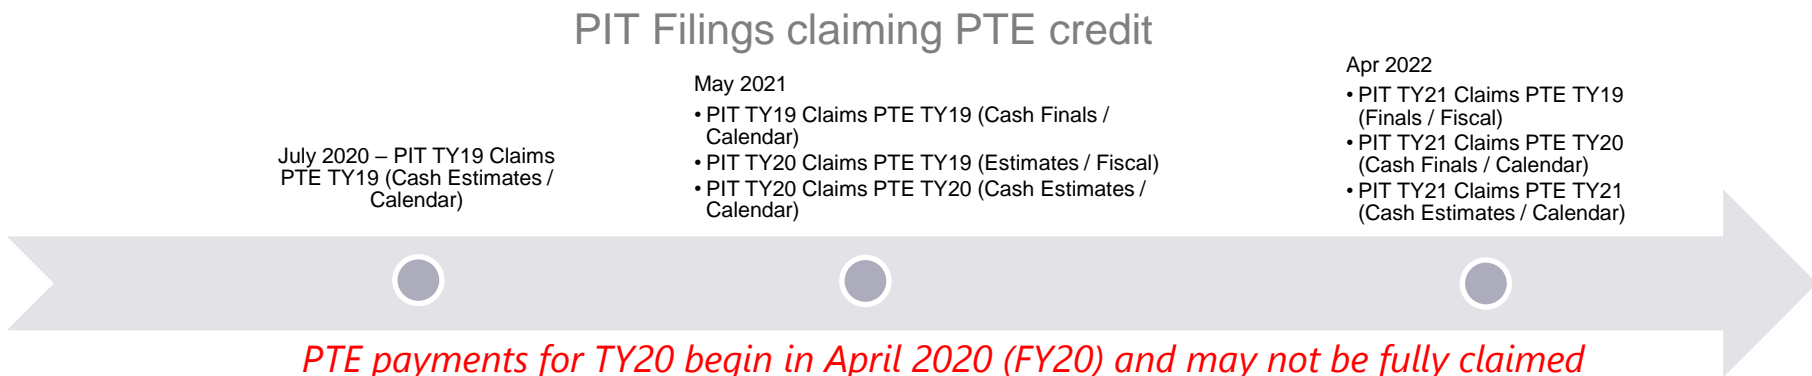 PIT Filings claiming PTE credit
July 2020 – PIT TY19 Claims
PTE TY19 (Cash Estimates /
Calendar)
May 2021
• PIT TY19 Claims PTE TY19 (Cash Finals /
Calendar)
• PIT TY20 Claims PTE TY19 (Estimates / Fiscal)
• PIT TY20 Claims PTE TY20 (Cash Estimates /
Calendar)
Apr 2022
• PIT TY21 Claims PTE TY19
(Finals / Fiscal)
• PIT TY21 Claims PTE TY20
(Cash Finals / Calendar)
• PIT TY21 Claims PTE TY21
(Cash Estimates / Calendar)
PTE payments for TY20 begin in April 2020 (FY20) and may not be fully claimed